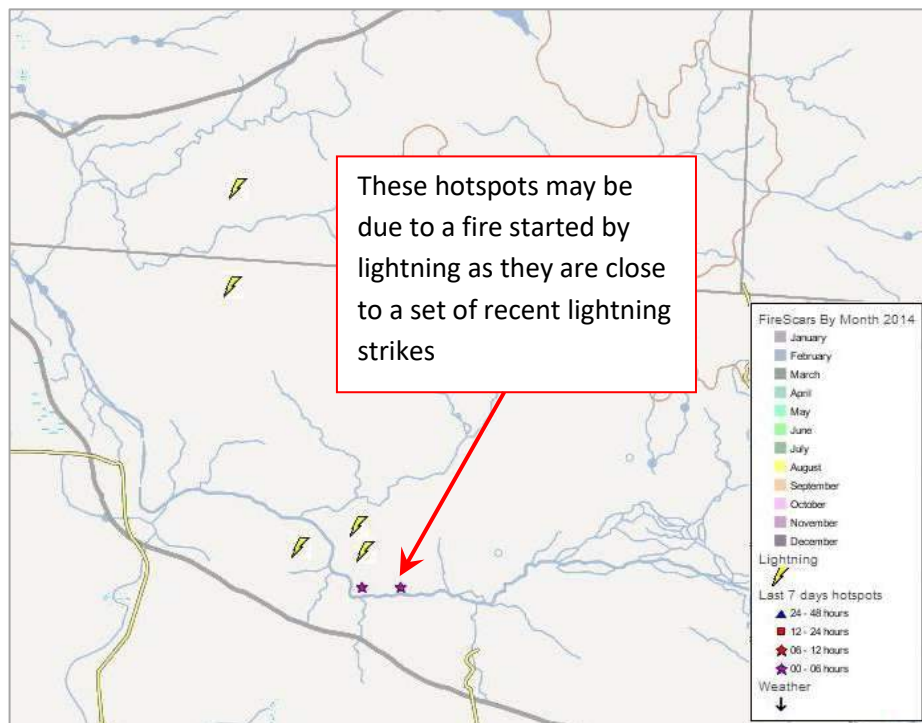 These hotspots may be
due to a fire started by
lightning as they are close
to a set of recent lightning
strikes
FireScars By Month 2014
January
February
March
April
May
June
July
August
September
October
November
December
Lightning
Last 7 days hotspots
24 - 48 hours
12 - 24 hours
06 - 12 hours
00 - 06 hours
Weather